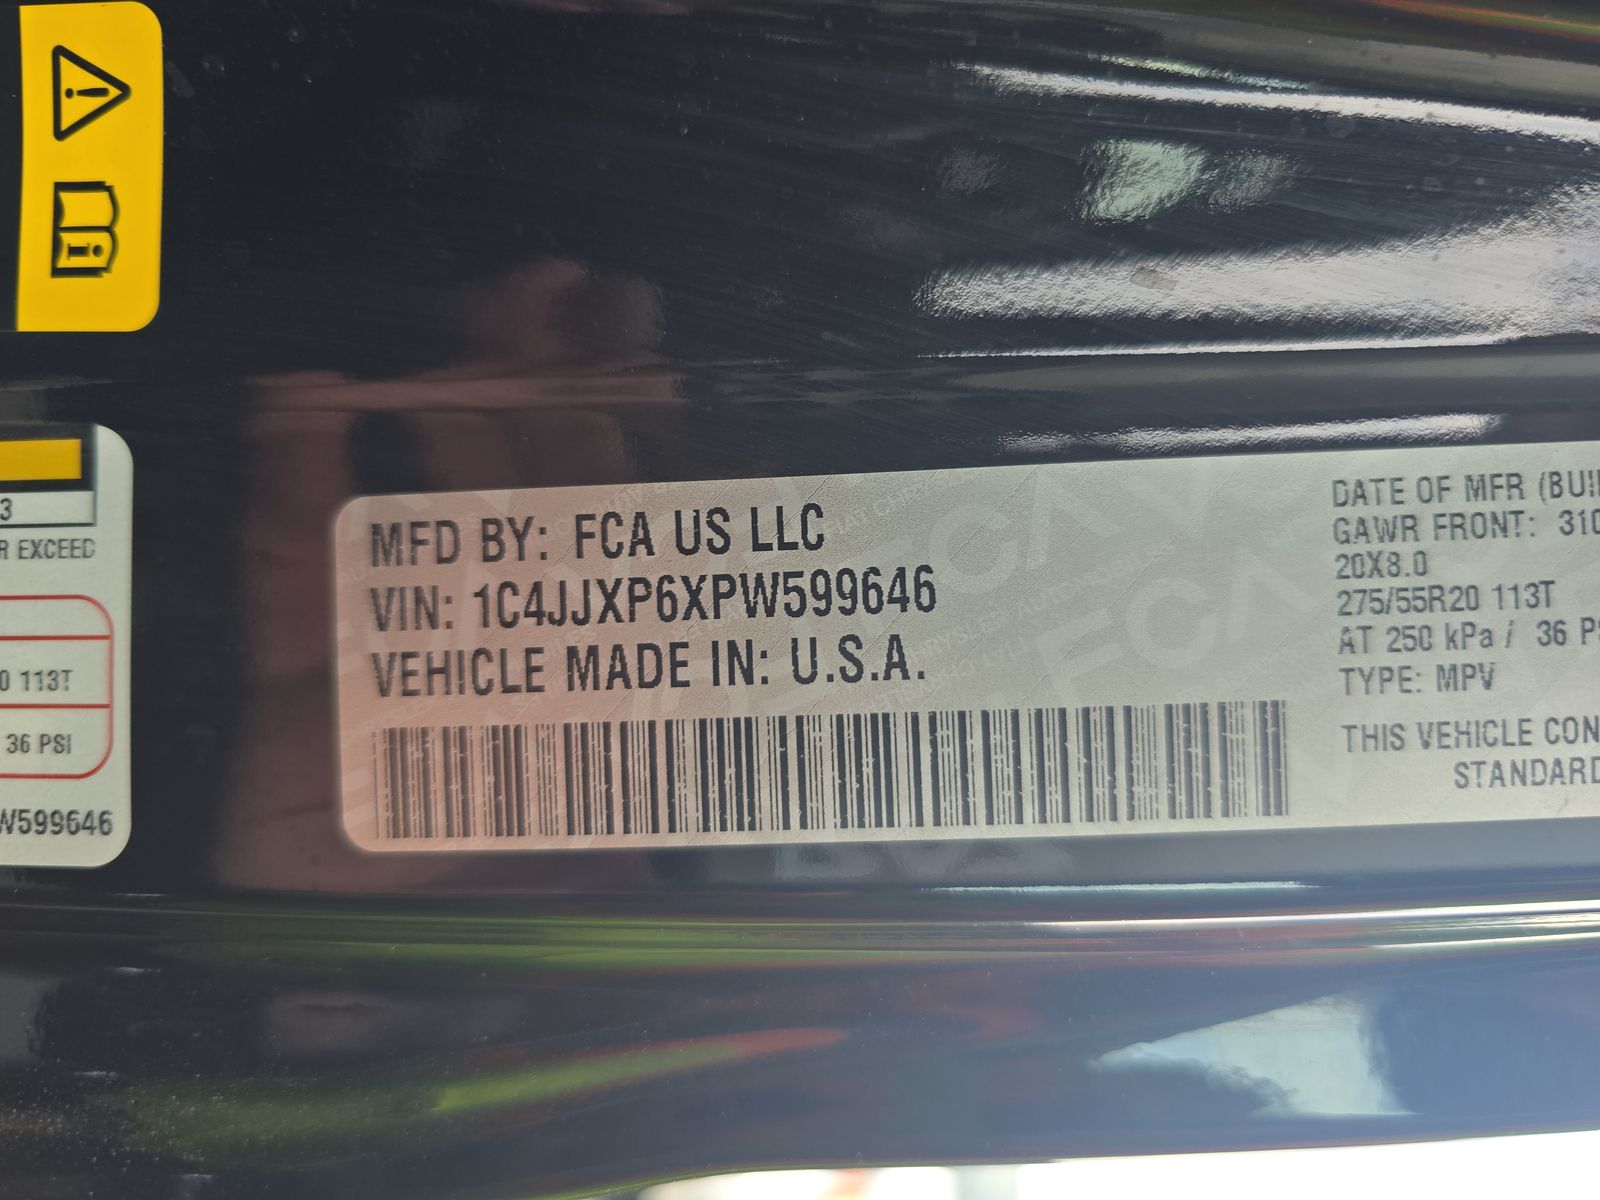 3
R EXCEED
0 113T
36 PSI
W599646
MFD BY: FCA US LLC
VIN: 1C4JJXP6XPW599646
VEHICLE MADE IN: U.S.A.
DATE OF MFR (BUI
GAWR FRONT: 310
20X8.0
275/55R20 113T
AT 250 kPa / 36 PS
TYPE: MPV
THIS VEHICLE CON
STANDARD